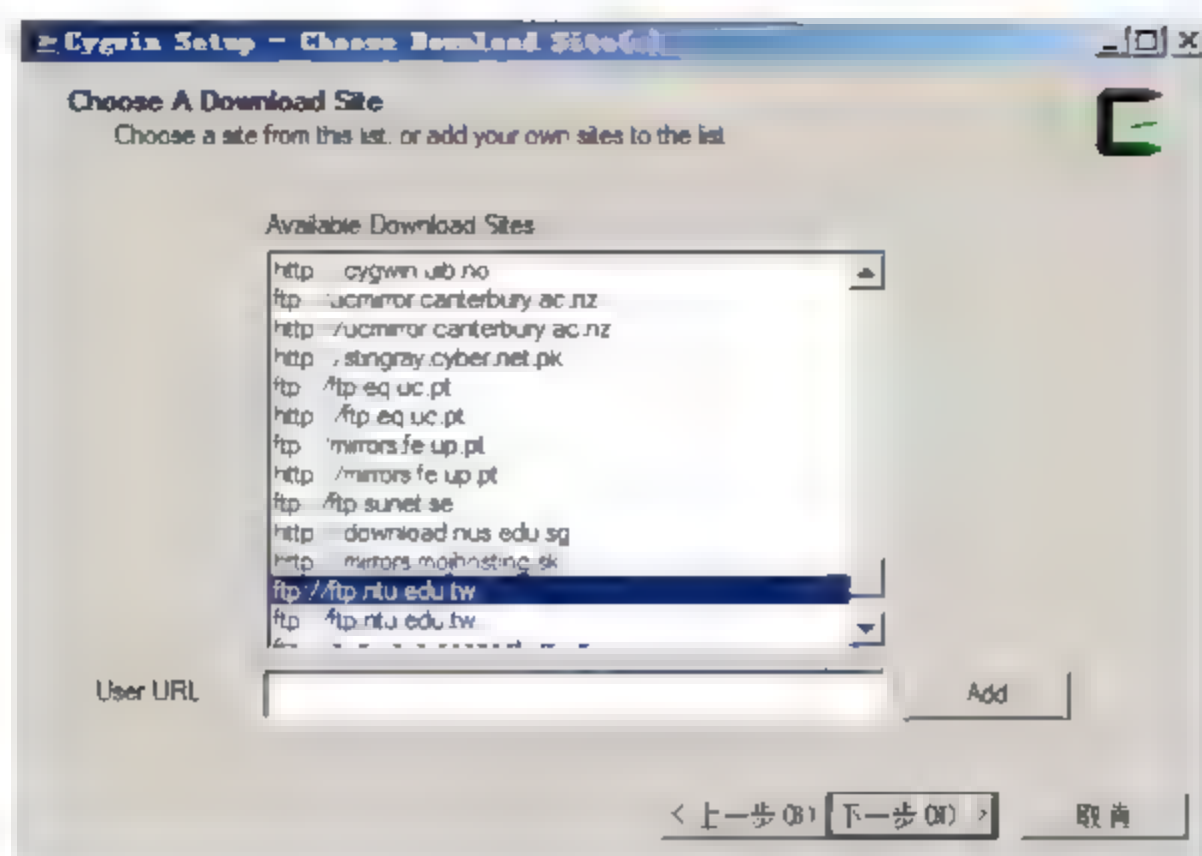 Cygwin Setup - Choose Download Site(s)
Choose A Download Site
Choose a site from this list, or add your own sites to the list
Available Download Sites
http cygwin.uib.no
ftp ucmirror.canterbury.ac.nz
http /ucmirror.canterbury.ac.nz
http stingray.cyber.net.pk
ftp /ftp.eq.uc.pt
http /ftp.eq.uc.pt
ftp mirrors.fe.up.pt
http /mirrors.fe.up.pt
ftp /ftp.sunet.se
http download.nus.edu.sg
http mirrors.mojhosting.sk
ftp://ftp.ntu.edu.tw
ftp /ftp.ntu.edu.tw
User URL
Add
< 上一步(B)
下一步(N) >
取消